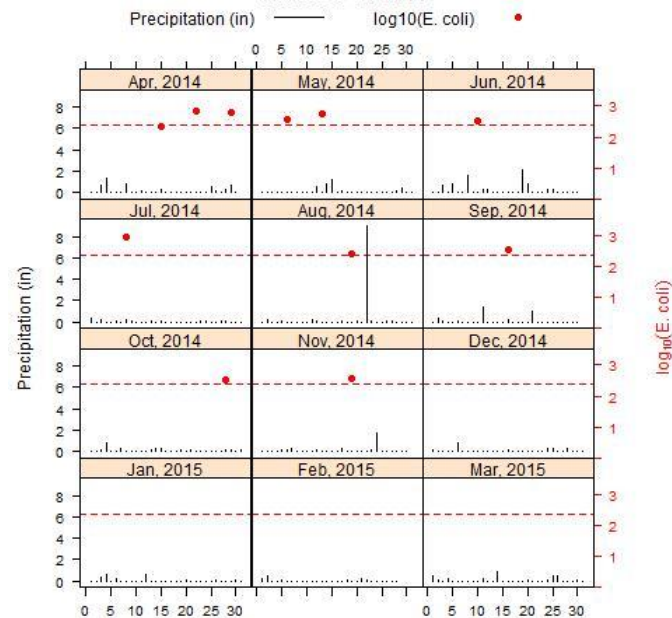 Precipitation (in) log10(E. coli)
0 5 10 15 20 25 30
Apr, 2014 May, 2014 Jun, 2014
8 6 4 2 0
3 2 1
Jul, 2014 Aug, 2014 Sep, 2014
8 6 4 2 0
3 2 1
Oct, 2014 Nov, 2014 Dec, 2014
8 6 4 2 0
3 2 1
Jan, 2015 Feb, 2015 Mar, 2015
8 6 4 2 0
3 2 1
0 5 10 15 20 25 30
0 5 10 15 20 25 30
Precipitation (in)
log10(E. coli)